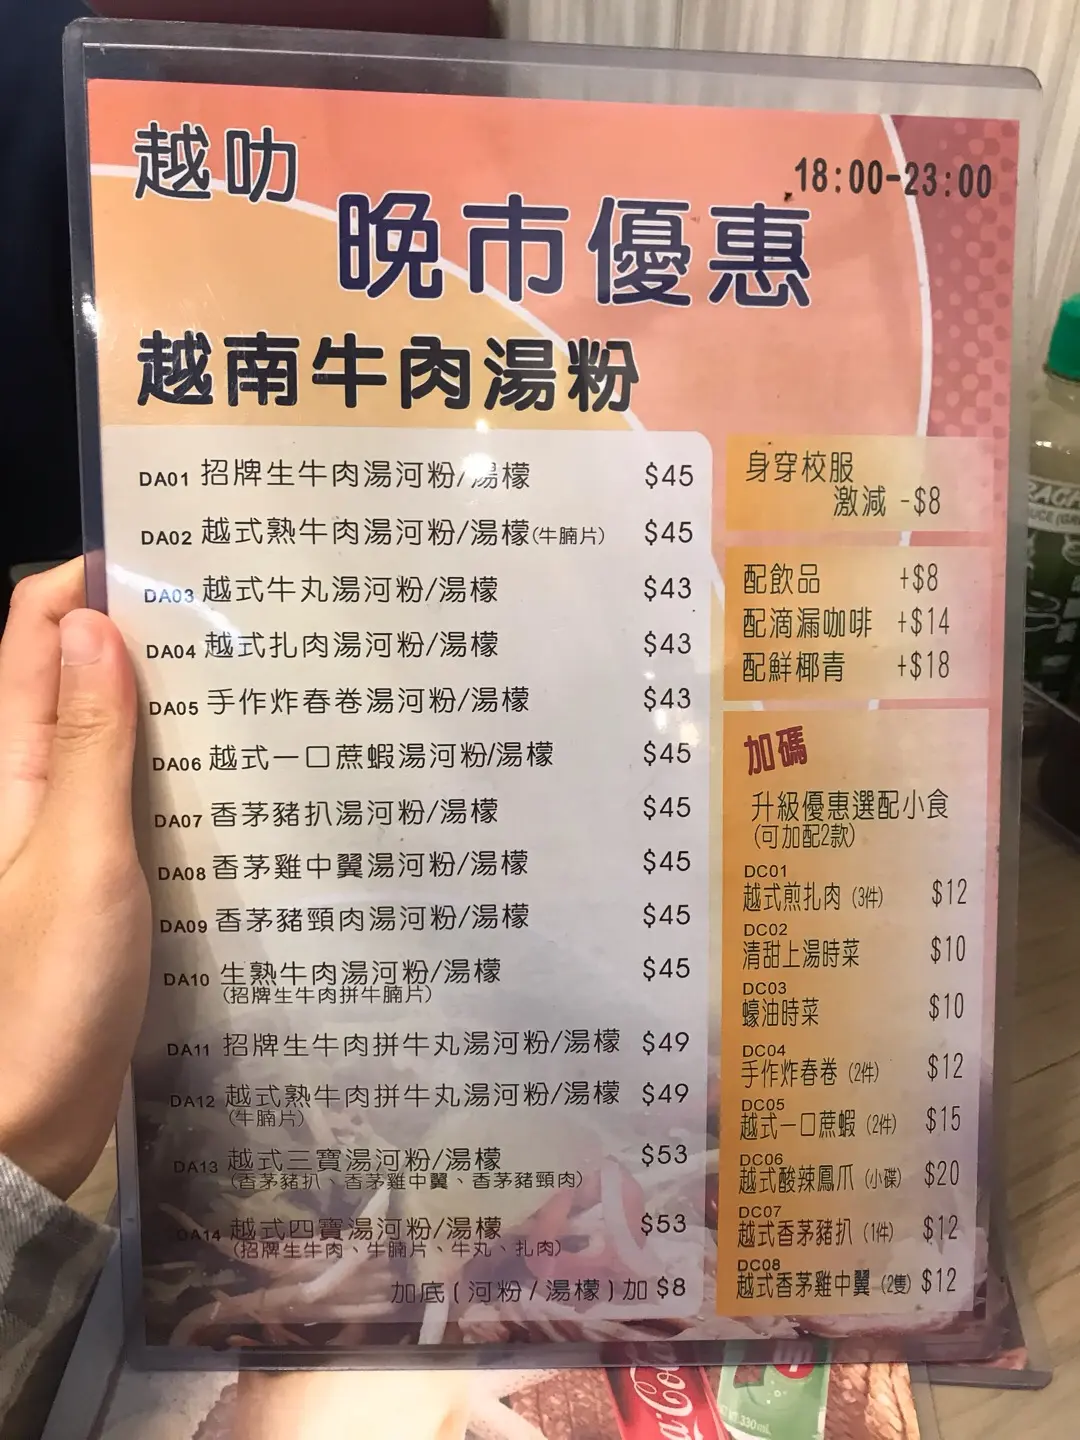 越叻
18:00-23:00
晚市優惠
越南牛肉湯粉
DA01 招牌生牛肉湯河粉/湯檬 $45
DA02 越式熟牛肉湯河粉/湯檬(牛腩片) $45
DA03 越式牛丸湯河粉/湯檬 $43
DA04 越式扎肉湯河粉/湯檬 $43
DA05 手作炸春卷湯河粉/湯檬 $43
DA06 越式一口蔗蝦湯河粉/湯檬 $45
DA07 香茅豬扒湯河粉/湯檬 $45
DA08 香茅雞中翼湯河粉/湯檬 $45
DA09 香茅豬頸肉湯河粉/湯檬 $45
DA10 生熟牛肉湯河粉/湯檬 $45
(招牌生牛肉拼牛腩片)
DA11 招牌生牛肉拼牛丸湯河粉/湯檬 $49
DA12 越式熟牛肉拼牛丸湯河粉/湯檬 $49
(牛腩片)
DA13 越式三寶湯河粉/湯檬 $53
(香茅豬扒、香茅雞中翼、香茅豬頸肉)
DA14 越式四寶湯河粉/湯檬 $53
(招牌生牛肉、牛腩片、牛丸、扎肉)
加底(河粉/湯檬)加 $8
身穿校服
激減 -$8
配飲品 +$8
配滴漏咖啡 +$14
配鮮椰青 +$18
加碼
升級優惠選配小食
(可加配2款)
DC01
越式煎扎肉 (3件) $12
DC02
清甜上湯時菜 $10
DC03
蠔油時菜 $10
DC04
手作炸春卷 (2件) $12
DC05
越式一口蔗蝦 (2件) $15
DC06
越式酸辣鳳爪 (小碟) $20
DC07
越式香茅豬扒 (1件) $12
DC08
越式香茅雞中翼 (2隻) $12
330mL